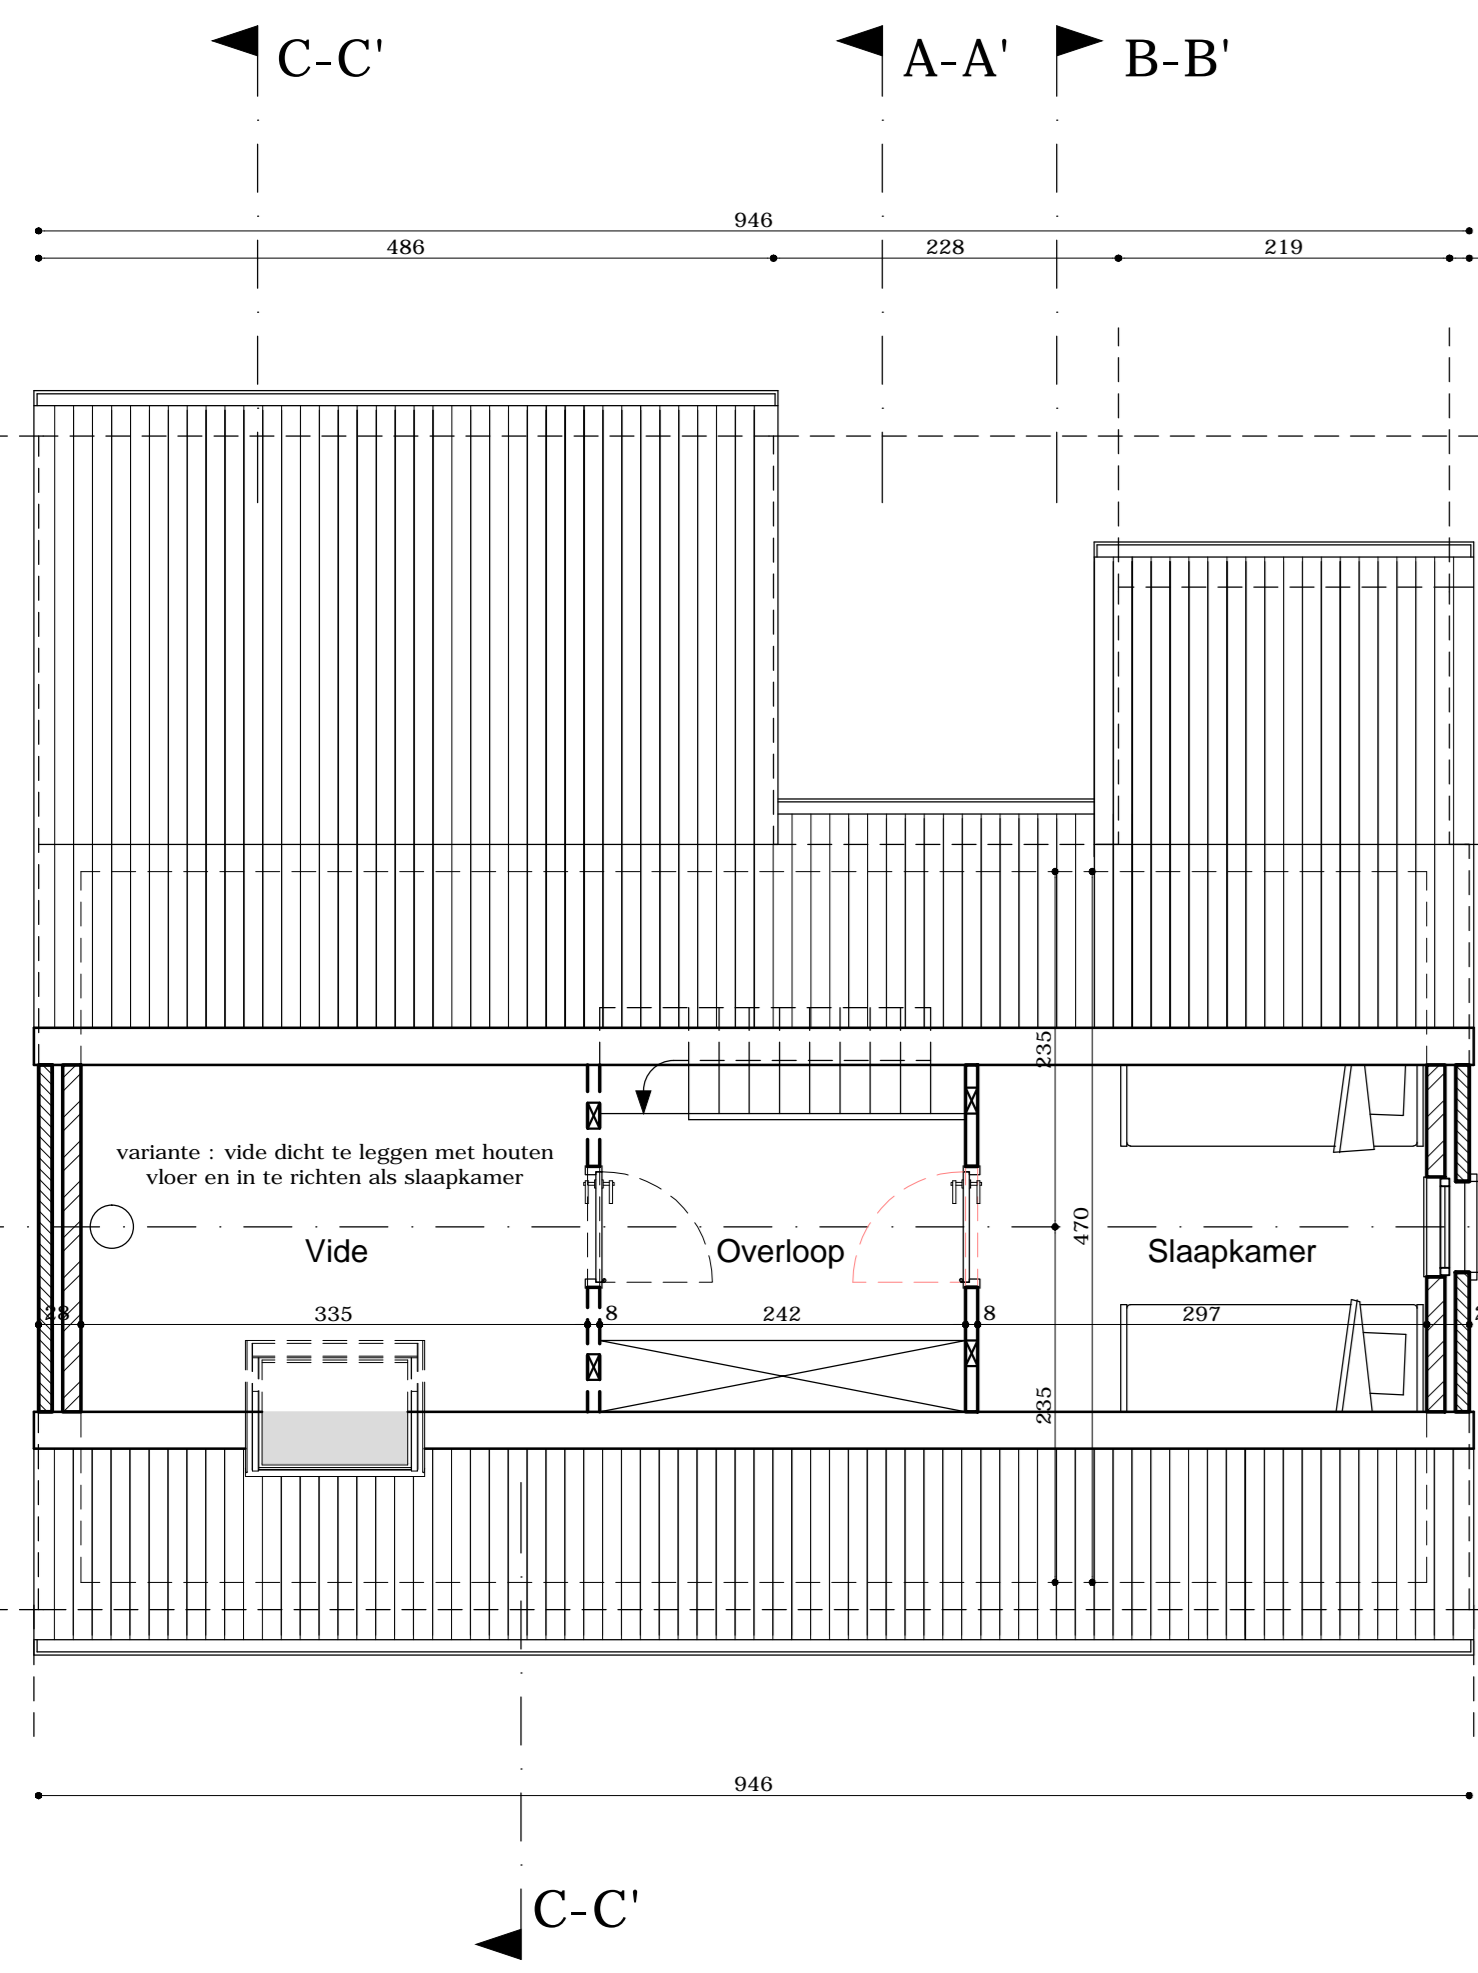 C-C'
A-A'
B-B'
946
486
228
219
235
variante : vide dicht te leggen met houten
vloer en in te richten als slaapkamer
470
Vide
Overloop
Slaapkamer
28
335
8
242
8
297
235
946
C-C'